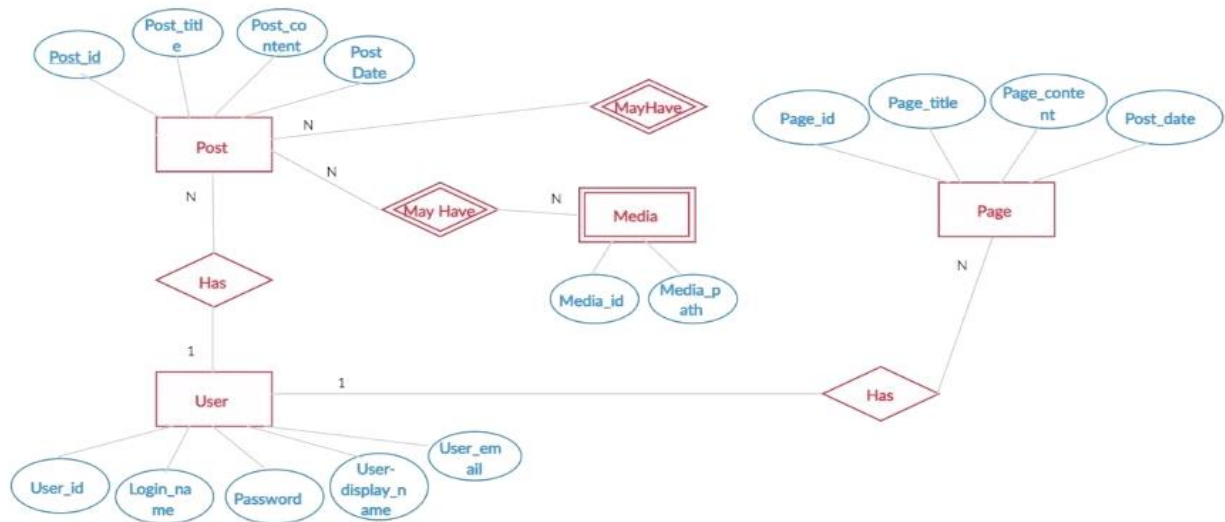 Post_id
Post_titl
e
Post_co
ntent
Post
Date
MayHave
Page_id
Page_title
Page_conte
nt
Post_date
N
Post
N
N
May Have
N
Media
Page
N
Has
Media_id
Media_p
ath
N
1
User
1
Has
User_id
Login_na
me
Password
User-
display_n
ame
User_em
ail